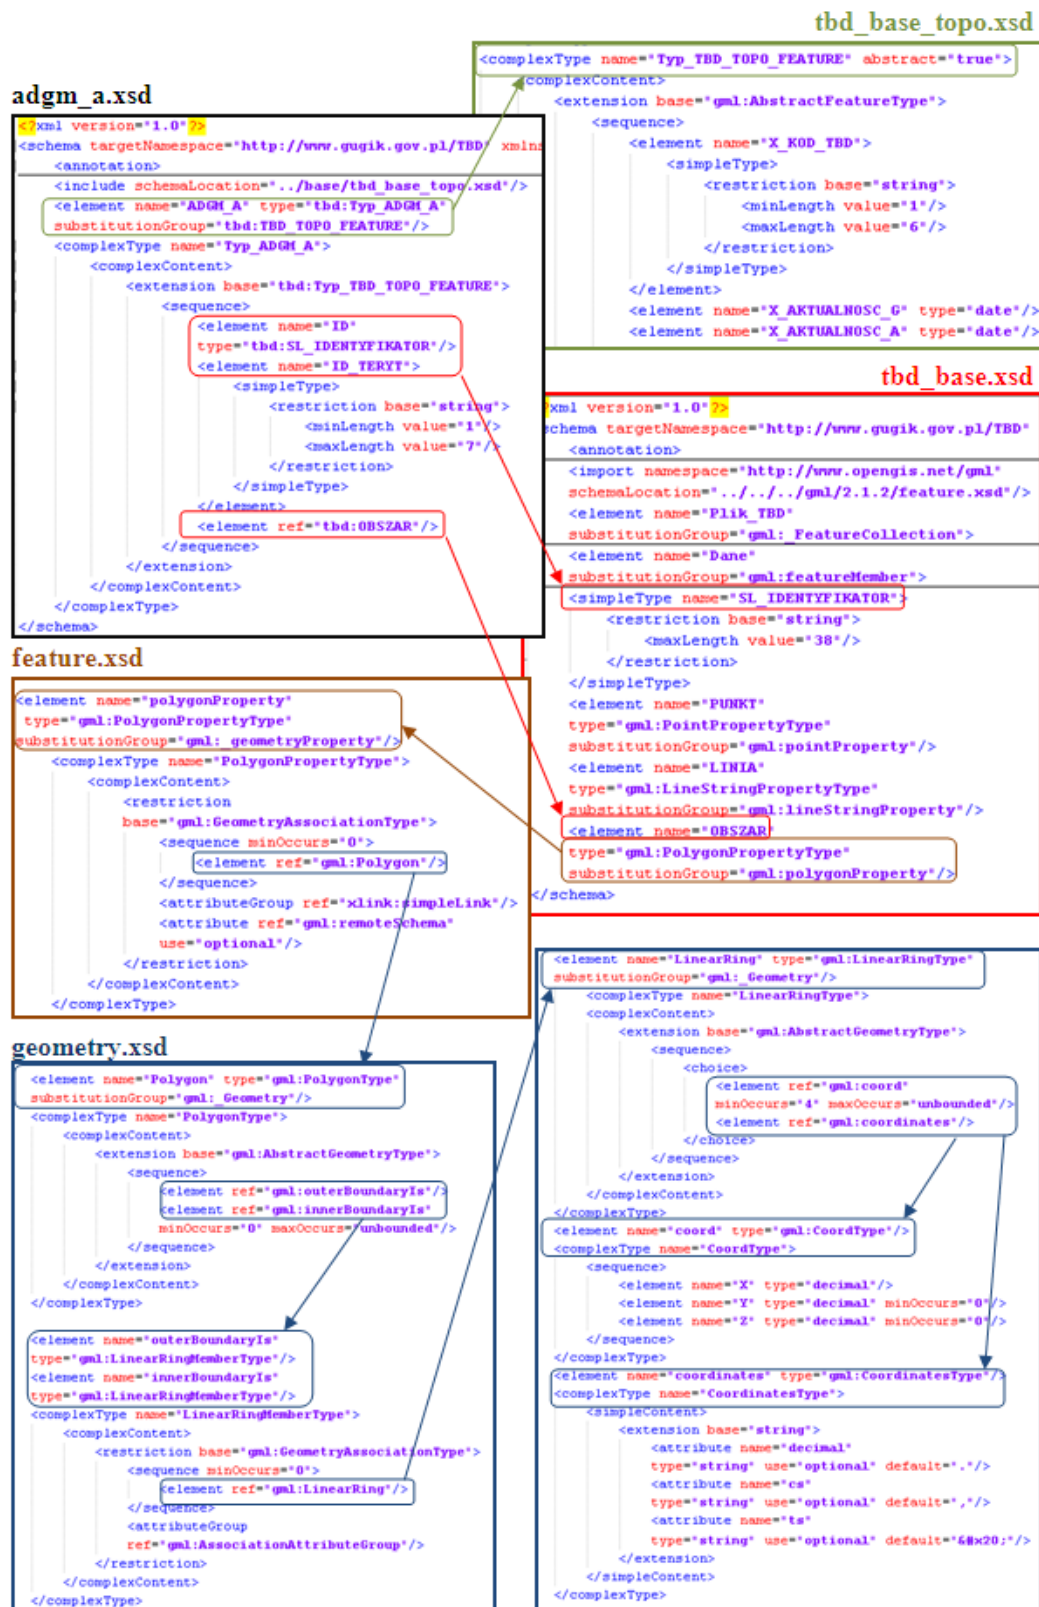 tbd_base_topo.xsd
<complexType name="Typ_TBD_TOPO_FEATURE" abstract="true">
<complexContent>
<extension base="gml:AbstractFeatureType">
<sequence>
<element name="X_KOD_TBD">
<simpleType>
<restriction base="string">
<minLength value="1"/>
<maxLength value="6"/>
</restriction>
</simpleType>
</element>
<element name="X_AKTUALNOSC_G" type="date"/>
<element name="X_AKTUALNOSC_A" type="date"/>
adgm_a.xsd
<?xml version="1.0"?>
<schema targetNamespace="http://www.gugik.gov.pl/TBD" xmlns
<annotation>
<include schemaLocation="../base/tbd_base_topo.xsd"/>
<element name="ADGM_A" type="tbd:Typ_ADGM_A"
substitutionGroup="tbd:TBD_TOPO_FEATURE"/>
<complexType name="Typ_ADGM_A">
<complexContent>
<extension base="tbd:Typ_TBD_TOPO_FEATURE">
<sequence>
<element name="ID"
type="tbd:SL_IDENTYFIKATOR"/>
<element name="ID_TERYT">
<simpleType>
<restriction base="string">
<minLength value="1"/>
<maxLength value="7"/>
</restriction>
</simpleType>
</element>
<element ref="tbd:OBSZAR"/>
</sequence>
</extension>
</complexContent>
</complexType>
</schema>
tbd_base.xsd
?xml version="1.0"?>
schema targetNamespace="http://www.gugik.gov.pl/TBD"
<annotation>
<import namespace="http://www.opengis.net/gml"
schemaLocation="../../../gml/2.1.2/feature.xsd"/>
<element name="Plik_TBD"
substitutionGroup="gml:_FeatureCollection">
<element name="Dane"
substitutionGroup="gml:featureMember">
<simpleType name="SL_IDENTYFIKATOR">
<restriction base="string">
<maxLength value="38"/>
</restriction>
</simpleType>
<element name="PUNKT"
type="gml:PointPropertyType"
substitutionGroup="gml:pointProperty"/>
<element name="LINIA"
type="gml:LineStringPropertyType"
substitutionGroup="gml:lineStringProperty"/>
<element name="OBSZAR"
type="gml:PolygonPropertyType"
substitutionGroup="gml:polygonProperty"/>
</schema>
feature.xsd
<element name="polygonProperty"
type="gml:PolygonPropertyType"
substitutionGroup="gml:_geometryProperty"/>
<complexType name="PolygonPropertyType">
<complexContent>
<restriction
base="gml:GeometryAssociationType">
<sequence minOccurs="0">
<element ref="gml:Polygon"/>
</sequence>
<attributeGroup ref="xlink:simpleLink"/>
<attribute ref="gml:remoteSchema"
use="optional"/>
</restriction>
</complexContent>
</complexType>
geometry.xsd
<element name="Polygon" type="gml:PolygonType"
substitutionGroup="gml:_Geometry"/>
<complexType name="PolygonType">
<complexContent>
<extension base="gml:AbstractGeometryType">
<sequence>
<element ref="gml:outerBoundaryIs"/>
<element ref="gml:innerBoundaryIs"
minOccurs="0" maxOccurs="unbounded"/>
</sequence>
</extension>
</complexContent>
</complexType>
<element name="outerBoundaryIs"
type="gml:LinearRingMemberType"/>
<element name="innerBoundaryIs"
type="gml:LinearRingMemberType"/>
<complexType name="LinearRingMemberType">
<complexContent>
<restriction base="gml:GeometryAssociationType">
<sequence minOccurs="0">
<element ref="gml:LinearRing"/>
</sequence>
<attributeGroup
ref="gml:AssociationAttributeGroup"/>
</restriction>
</complexContent>
</complexType>
<element name="LinearRing" type="gml:LinearRingType"
substitutionGroup="gml:_Geometry"/>
<complexType name="LinearRingType">
<complexContent>
<extension base="gml:AbstractGeometryType">
<sequence>
<choice>
<element ref="gml:coord"
minOccurs="4" maxOccurs="unbounded"/>
<element ref="gml:coordinates"/>
</choice>
</sequence>
</extension>
</complexContent>
</complexType>
<element name="coord" type="gml:CoordType"/>
<complexType name="CoordType">
<sequence>
<element name="X" type="decimal"/>
<element name="Y" type="decimal" minOccurs="0"/>
<element name="Z" type="decimal" minOccurs="0"/>
</sequence>
</complexType>
<element name="coordinates" type="gml:CoordinatesType"/>
<complexType name="CoordinatesType">
<simpleContent>
<extension base="string">
<attribute name="decimal"
type="string" use="optional" default="."/>
<attribute name="cs"
type="string" use="optional" default=","/>
<attribute name="ts"
type="string" use="optional" default="&#x20;"/>
</extension>
</simpleContent>
</complexType>